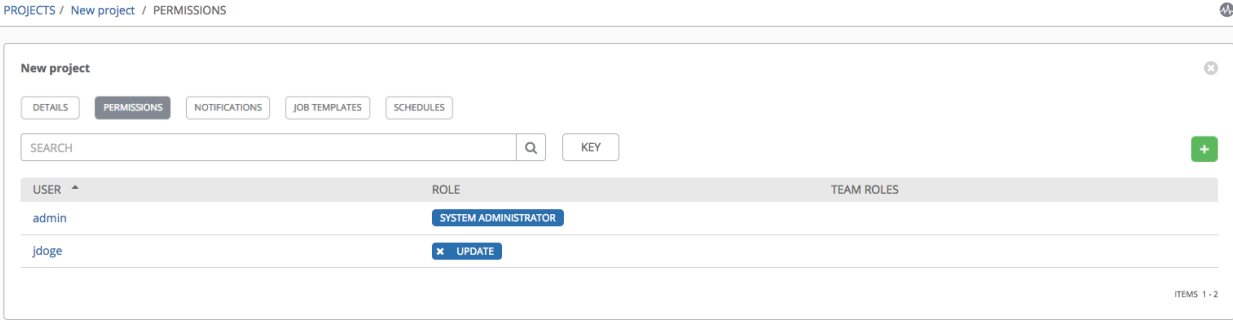 PROJECTS / New project / PERMISSIONS
New project
DETAILS PERMISSIONS NOTIFICATIONS JOB TEMPLATES SCHEDULES
SEARCH KEY
USER ROLE TEAM ROLES
admin SYSTEM ADMINISTRATOR
jdoge UPDATE
ITEMS 1 - 2